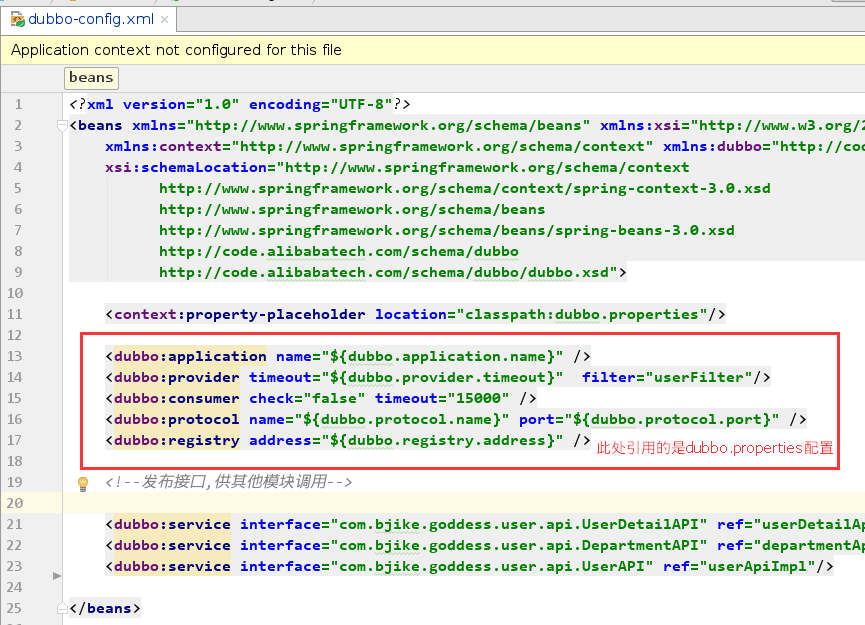 dubbo-config.xml
Application context not configured for this file
beans
1 <?xml version="1.0" encoding="UTF-8"?>
2 <beans xmlns="http://www.springframework.org/schema/beans" xmlns:xsi="http://www.w3.org/2
3 xmlns:context="http://www.springframework.org/schema/context" xmlns:dubbo="http://cod
4 xsi:schemaLocation="http://www.springframework.org/schema/context
5 http://www.springframework.org/schema/context/spring-context-3.0.xsd
6 http://www.springframework.org/schema/beans
7 http://www.springframework.org/schema/beans/spring-beans-3.0.xsd
8 http://code.alibabatech.com/schema/dubbo
9 http://code.alibabatech.com/schema/dubbo/dubbo.xsd">
10
11 <context:property-placeholder location="classpath:dubbo.properties"/>
12
13 <dubbo:application name="${dubbo.application.name}" />
14 <dubbo:provider timeout="${dubbo.provider.timeout}" filter="userFilter"/>
15 <dubbo:consumer check="false" timeout="15000" />
16 <dubbo:protocol name="${dubbo.protocol.name}" port="${dubbo.protocol.port}" />
17 <dubbo:registry address="${dubbo.registry.address}" /> 此处引用的是dubbo.properties配置
18
19 <!--发布接口,供其他模块调用-->
20
21 <dubbo:service interface="com.bjike.goddess.user.api.UserDetailAPI" ref="userDetailAp
22 <dubbo:service interface="com.bjike.goddess.user.api.DepartmentAPI" ref="departmentAp
23 <dubbo:service interface="com.bjike.goddess.user.api.UserAPI" ref="userApiImpl"/>
24
25 </beans>